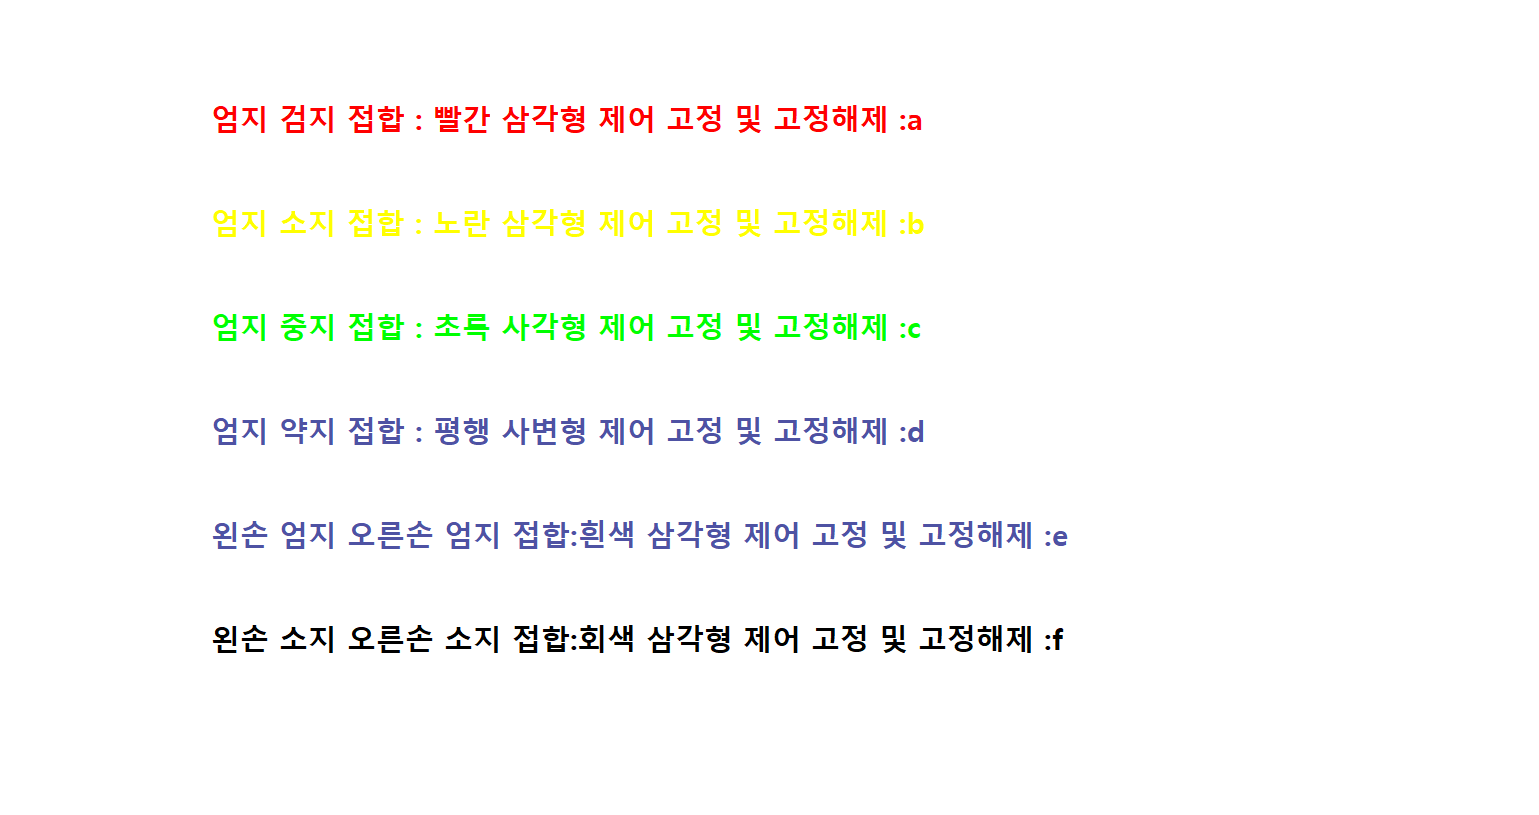 엄지 검지 접합 : 빨간 삼각형 제어 고정 및 고정해제 :a
엄지 소지 접합 : 노란 삼각형 제어 고정 및 고정해제 :b
엄지 중지 접합 : 초록 사각형 제어 고정 및 고정해제 :c
엄지 약지 접합 : 평행 사변형 제어 고정 및 고정해제 :d
왼손 엄지 오른손 엄지 접합:흰색 삼각형 제어 고정 및 고정해제 :e
왼손 소지 오른손 소지 접합:회색 삼각형 제어 고정 및 고정해제 :f